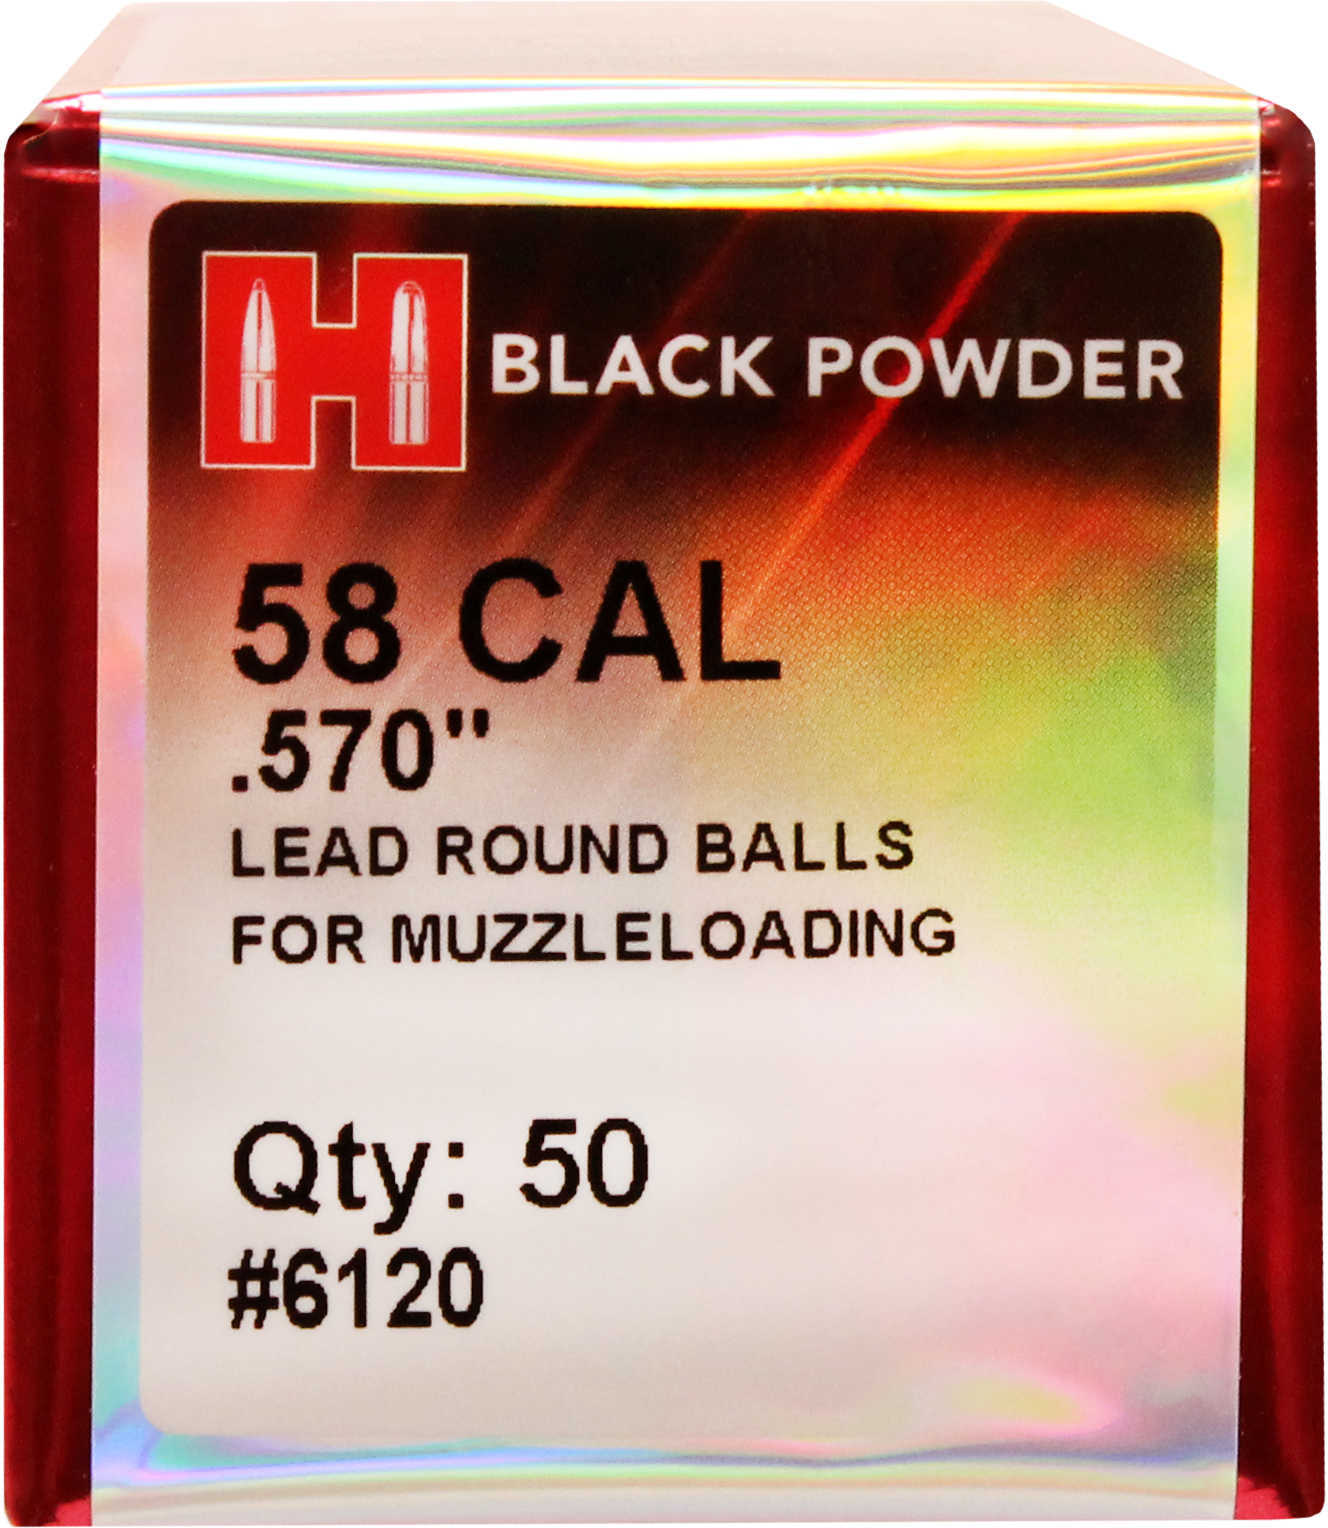 H BLACK POWDER
58 CAL
.570"
LEAD ROUND BALLS
FOR MUZZLELOADING
Qty: 50
#6120